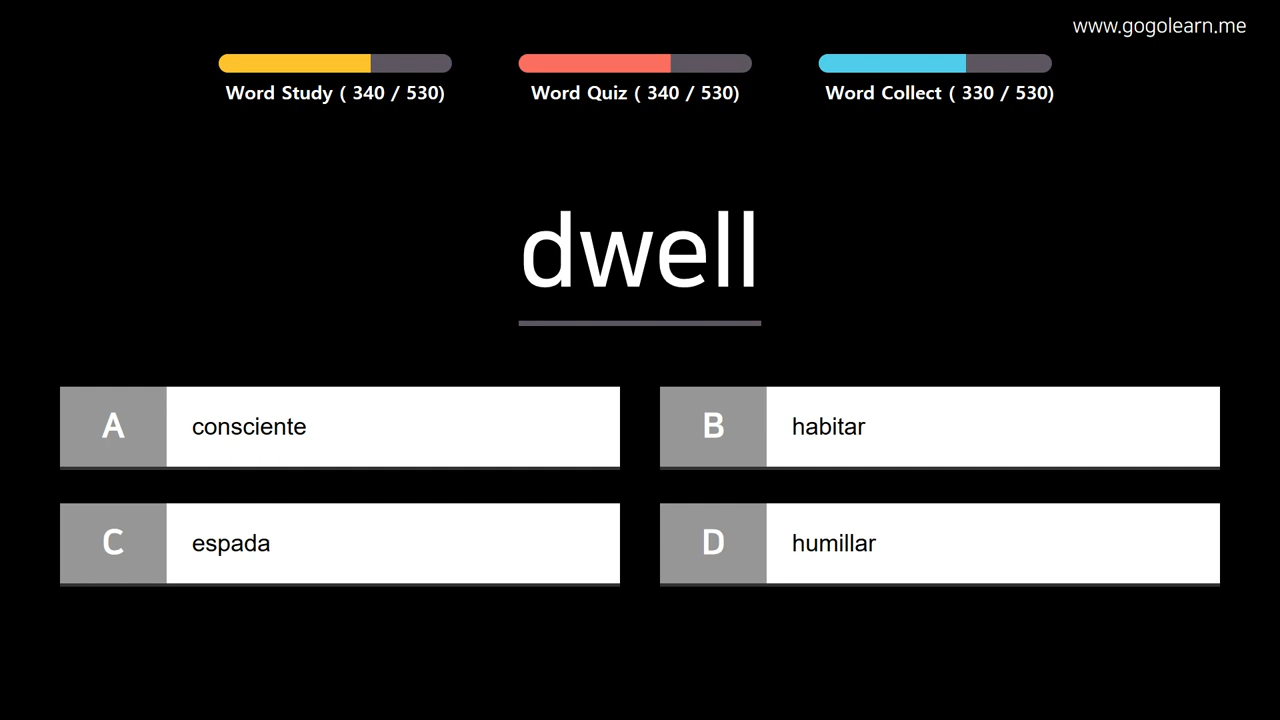 www.gogolearn.me
Word Study ( 340 / 530)
Word Quiz ( 340 / 530)
Word Collect ( 330 / 530)
dwell
A consciente
B habitar
C espada
D humillar